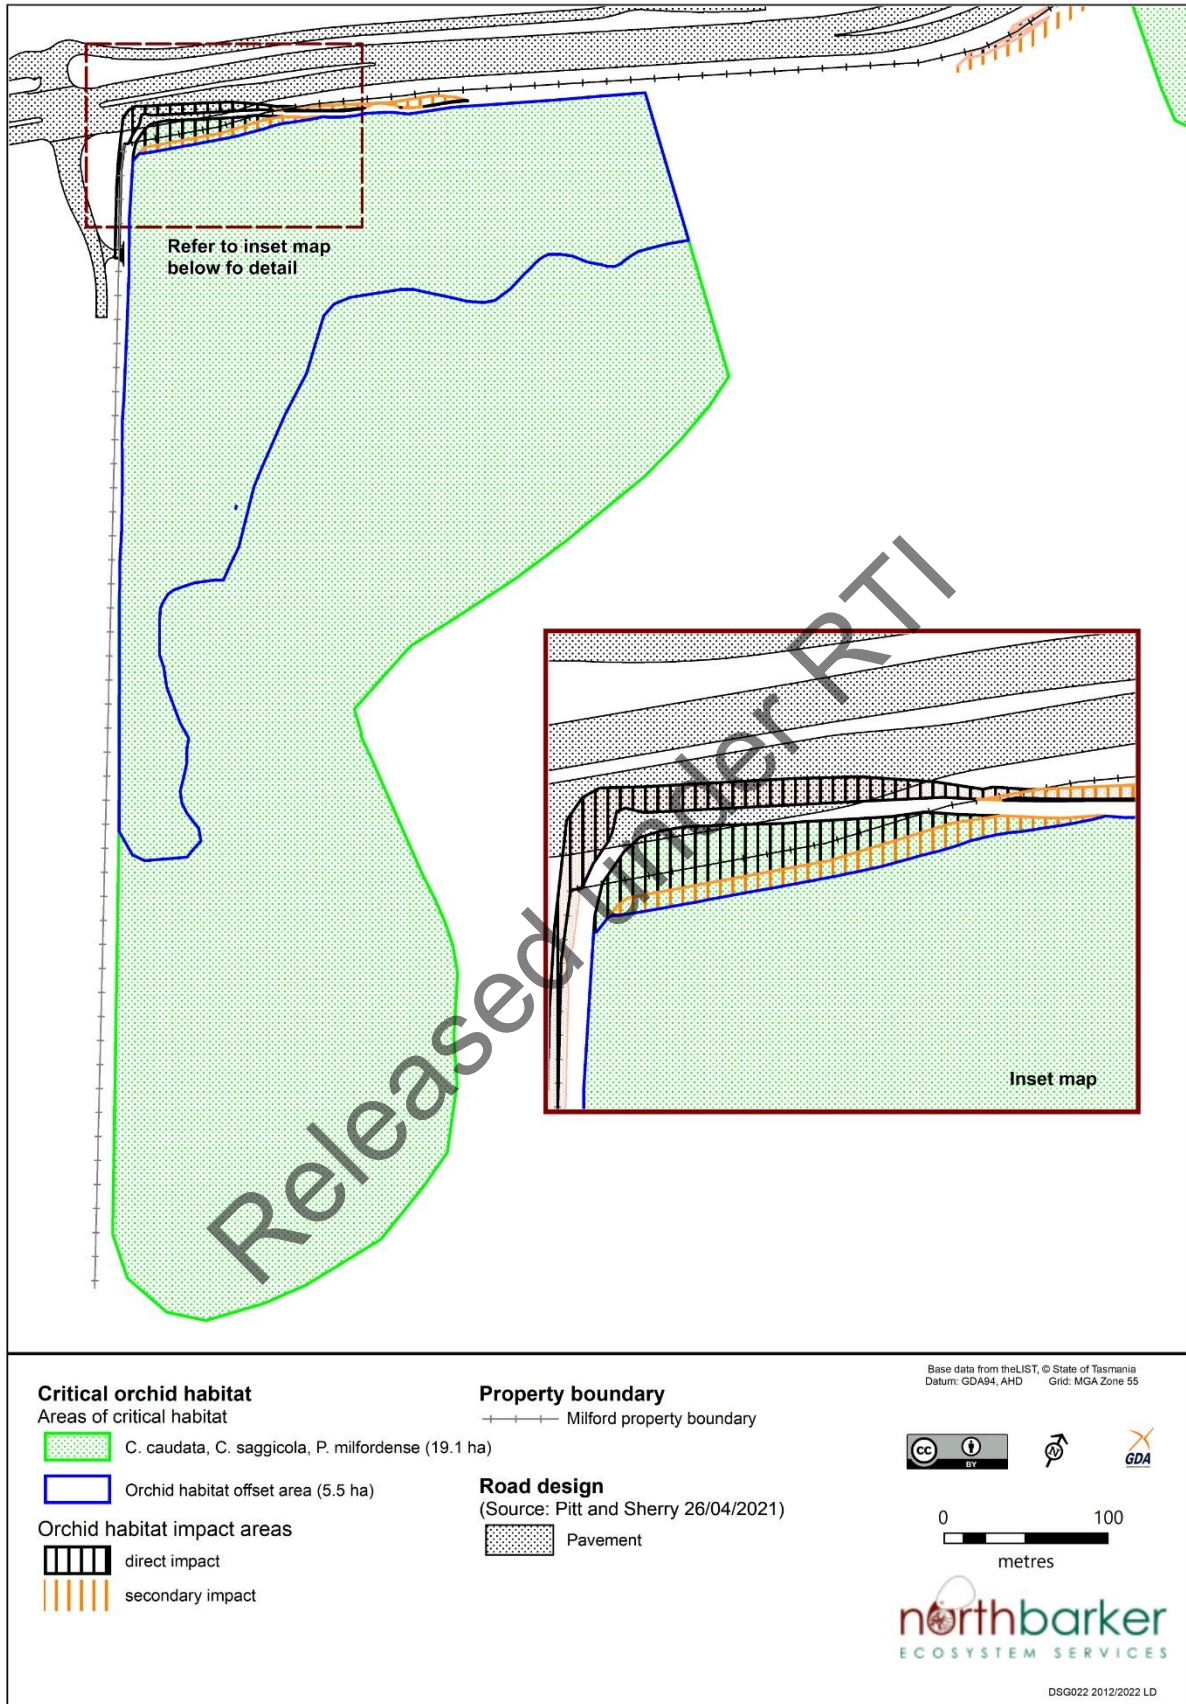 Refer to inset map
below fo detail
Released under RTI
Inset map
Critical orchid habitat
Areas of critical habitat
C. caudata, C. saggicola, P. milfordense (19.1 ha)
Orchid habitat offset area (5.5 ha)
Orchid habitat impact areas
direct impact
secondary impact
Property boundary
Milford property boundary
Road design
(Source: Pitt and Sherry 26/04/2021)
Pavement
Base data from theLIST, © State of Tasmania
Datum: GDA94, AHD Grid: MGA Zone 55
cc BY
N
GDA
0 100
metres
northbarker
ECOSYSTEM SERVICES
DSG022 2012/2022 LD